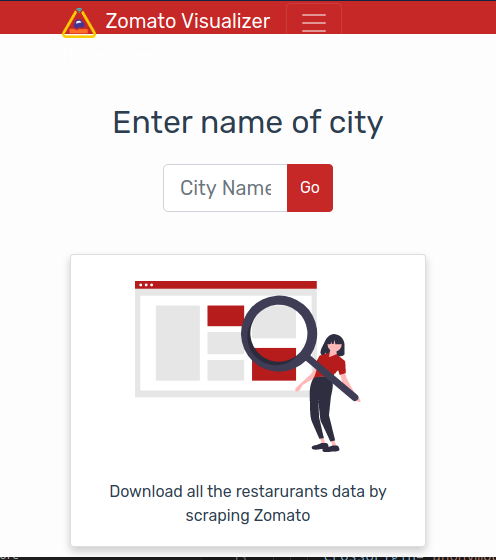 Zomato Visualizer
Enter name of city
City Name
Go
Download all the restarurants data by
scraping Zomato